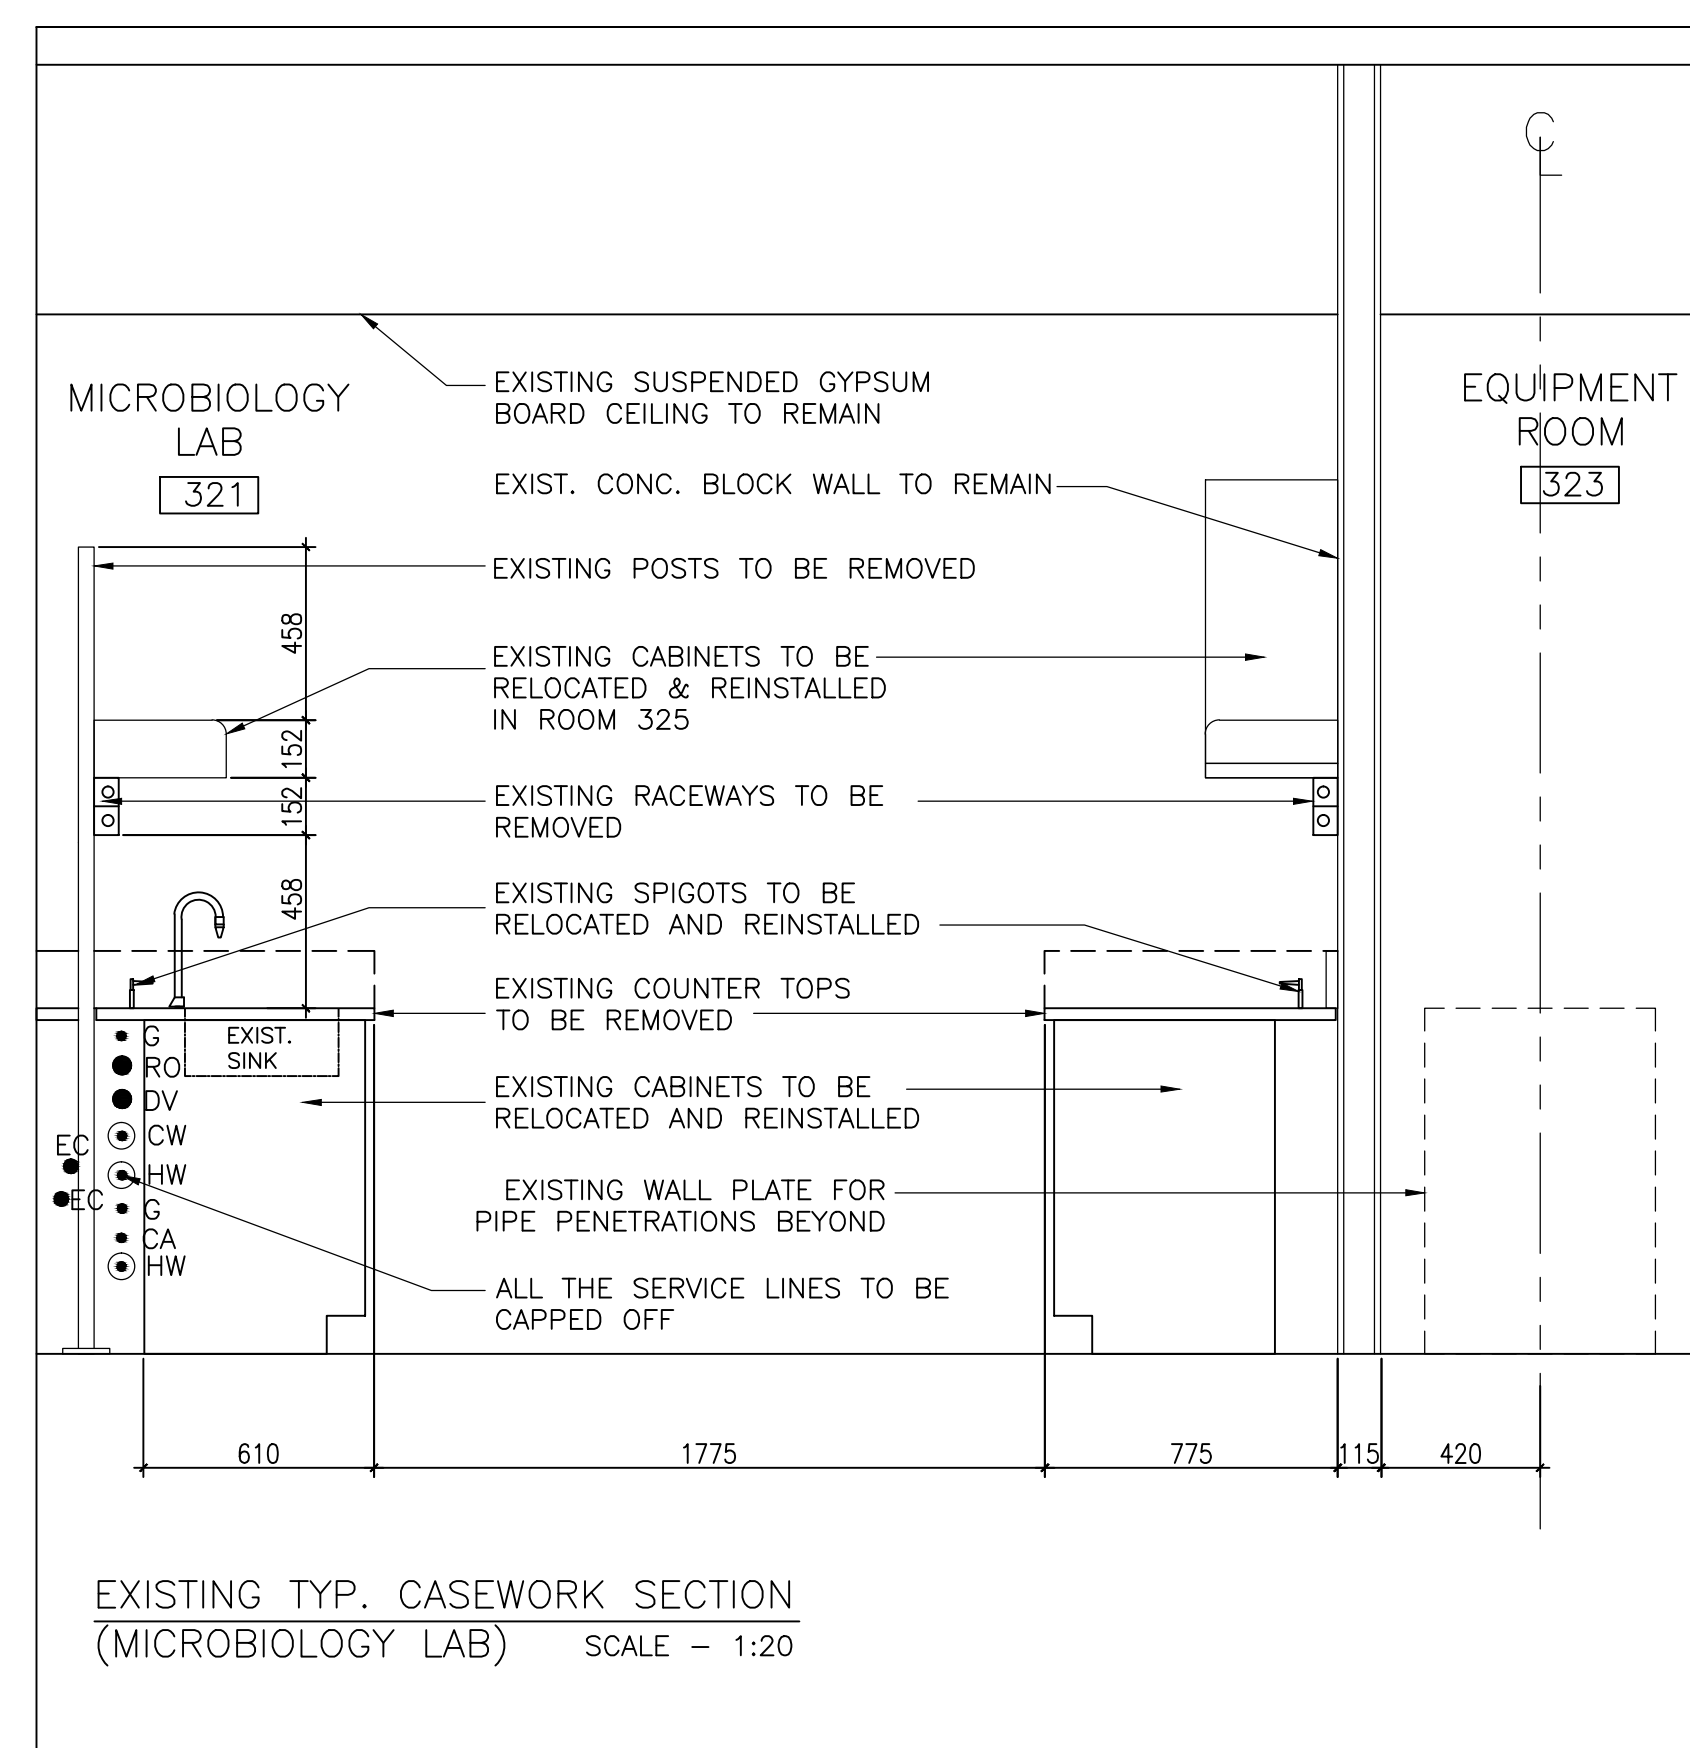 CL
MICROBIOLOGY
LAB
321
EQUIPMENT
ROOM
323
EXISTING SUSPENDED GYPSUM
BOARD CEILING TO REMAIN
EXIST. CONC. BLOCK WALL TO REMAIN
EXISTING POSTS TO BE REMOVED
458
EXISTING CABINETS TO BE
RELOCATED & REINSTALLED
IN ROOM 325
152
152
EXISTING RACEWAYS TO BE
REMOVED
458
EXISTING SPIGOTS TO BE
RELOCATED AND REINSTALLED
EXISTING COUNTER TOPS
TO BE REMOVED
G
RO
DV
CW
HW
G
CA
HW
EC
EC
EXIST.
SINK
EXISTING CABINETS TO BE
RELOCATED AND REINSTALLED
EXISTING WALL PLATE FOR
PIPE PENETRATIONS BEYOND
ALL THE SERVICE LINES TO BE
CAPPED OFF
610
1775
775
115
420
EXISTING TYP. CASEWORK SECTION
(MICROBIOLOGY LAB) SCALE – 1:20